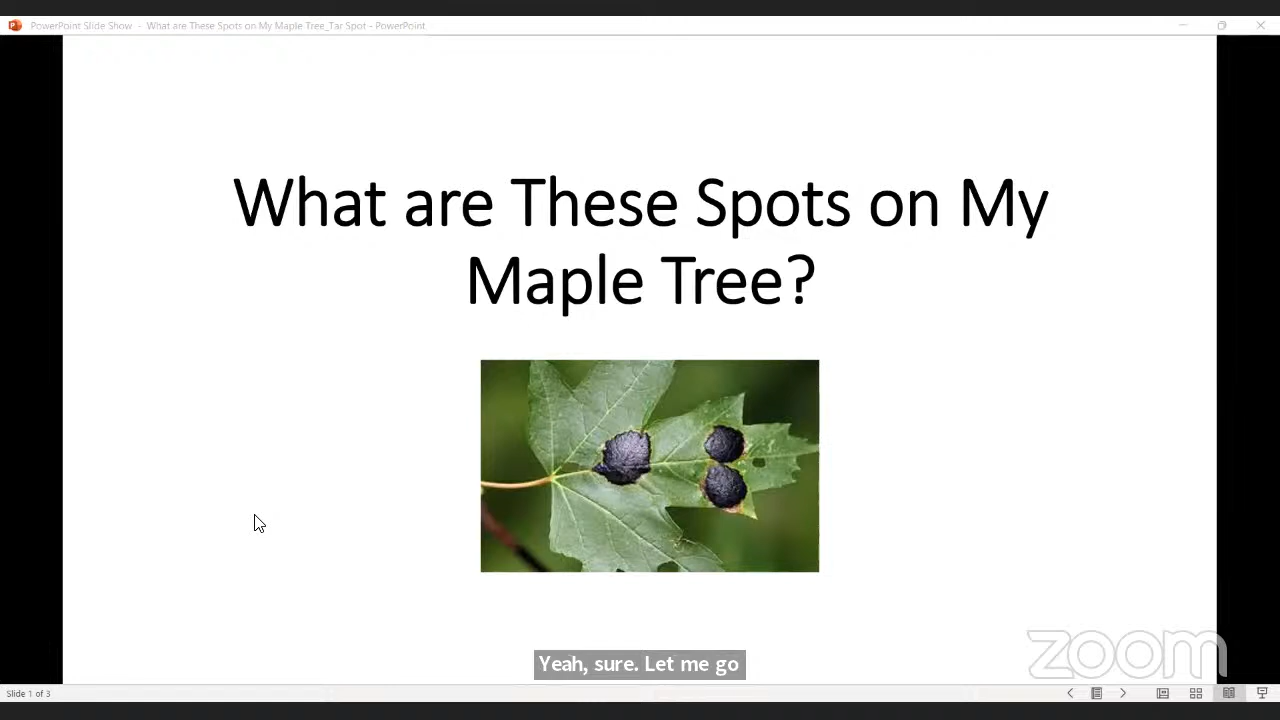 PowerPoint Slide Show - What are These Spots on My Maple Tree_Tar Spot - PowerPoint
What are These Spots on My
Maple Tree?
zoom
Yeah, sure. Let me go
Slide 1 of 3